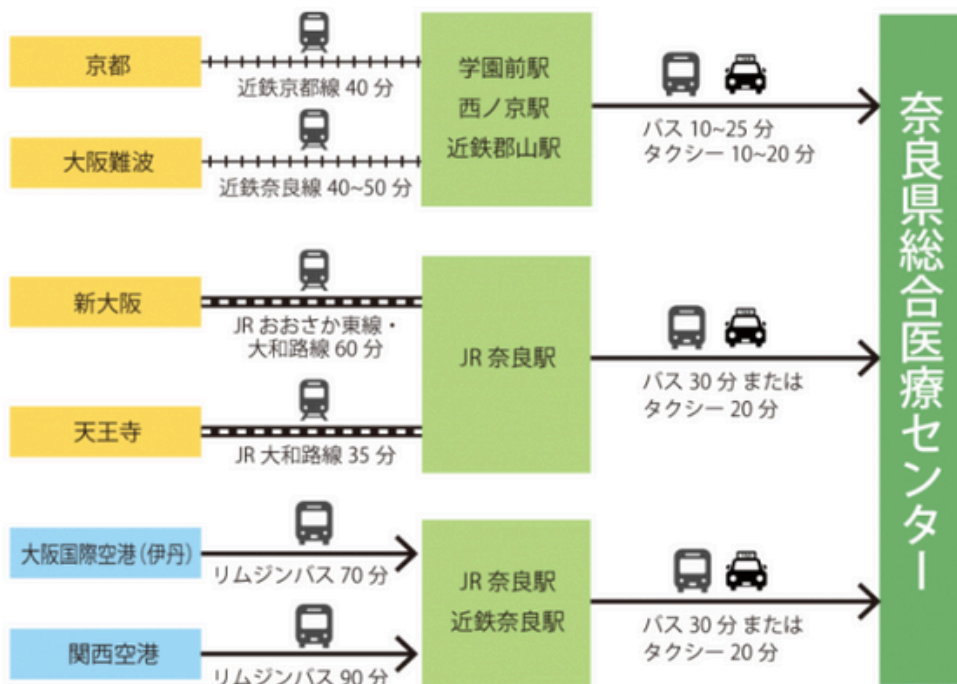 京都
近鉄京都線 40 分
大阪難波
近鉄奈良線 40~50 分
学園前駅
西ノ京駅
近鉄郡山駅
バス 10~25 分
タクシー 10~20 分
新大阪
JR おおさか東線・
大和路線 60 分
天王寺
JR 大和路線 35 分
JR 奈良駅
バス 30 分 または
タクシー 20 分
大阪国際空港(伊丹)
リムジンバス 70 分
関西空港
リムジンバス 90 分
JR 奈良駅
近鉄奈良駅
バス 30 分 または
タクシー 20 分
奈良県総合医療センター